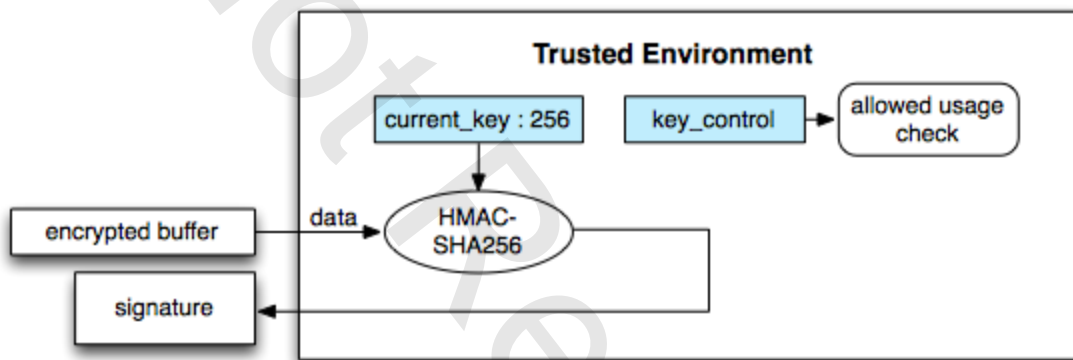 Trusted Environment
current_key : 256
key_control
allowed usage
check
data
HMAC-
SHA256
encrypted buffer
signature